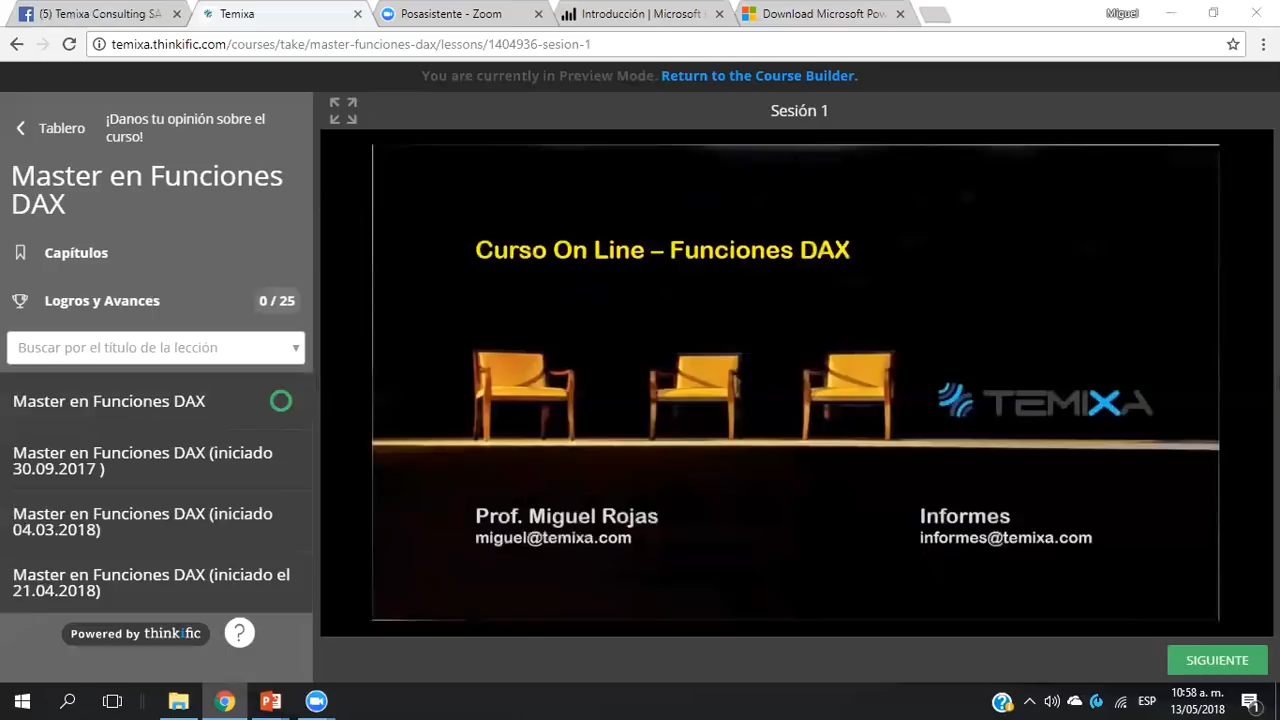 (5) Temixa Consulting SA
Temixa
Posasistente - Zoom
Introducción | Microsoft
Download Microsoft Pow
Miguel
temixa.thinkific.com/courses/take/master-funciones-dax/lessons/1404936-sesion-1
You are currently in Preview Mode. Return to the Course Builder.
Tablero
¡Danos tu opinión sobre el
curso!
Sesión 1
Master en Funciones
DAX
Capítulos
Logros y Avances
0 / 25
Buscar por el título de la lección
Master en Funciones DAX
Master en Funciones DAX (iniciado
30.09.2017 )
Master en Funciones DAX (iniciado
04.03.2018)
Master en Funciones DAX (iniciado el
21.04.2018)
Powered by thinkific
?
Curso On Line – Funciones DAX
TEMIXA
Prof. Miguel Rojas
miguel@temixa.com
Informes
informes@temixa.com
SIGUIENTE
ESP
10:58 a. m.
13/05/2018
1